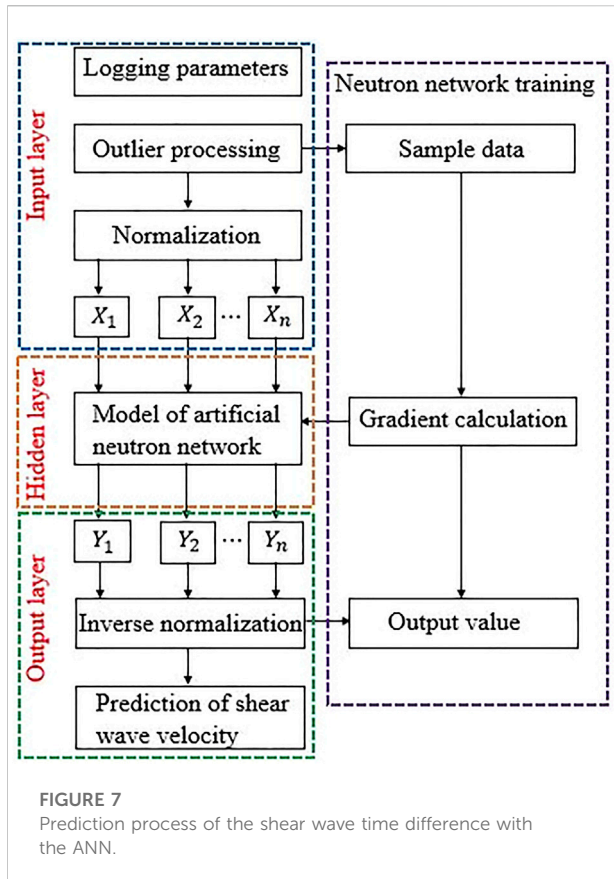 Input layer
Logging parameters
Outlier processing
Normalization
X1
X2
...
Xn
Hidden layer
Model of artificial
neutron network
Output layer
Y1
Y2
...
Yn
Inverse normalization
Prediction of shear
wave velocity
Neutron network training
Sample data
Gradient calculation
Output value
FIGURE 7
Prediction process of the shear wave time difference with
the ANN.